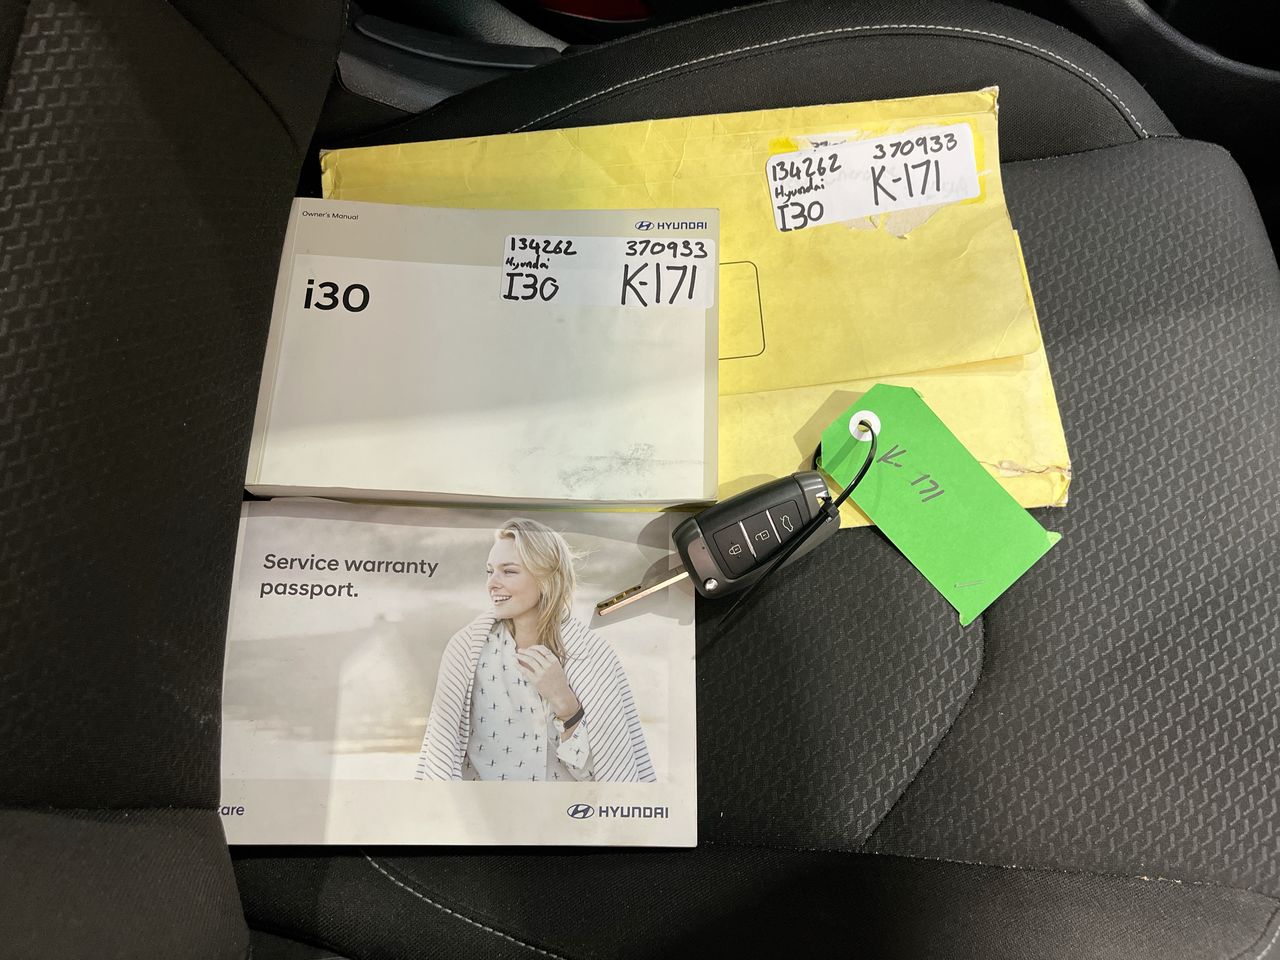 134262 370933
Hyundai
I30 K-171
Owner's Manual
HYUNDAI
134262 370933
Hyundai
I30 K-171
i30
K-171
Service warranty
passport.
care
HYUNDAI